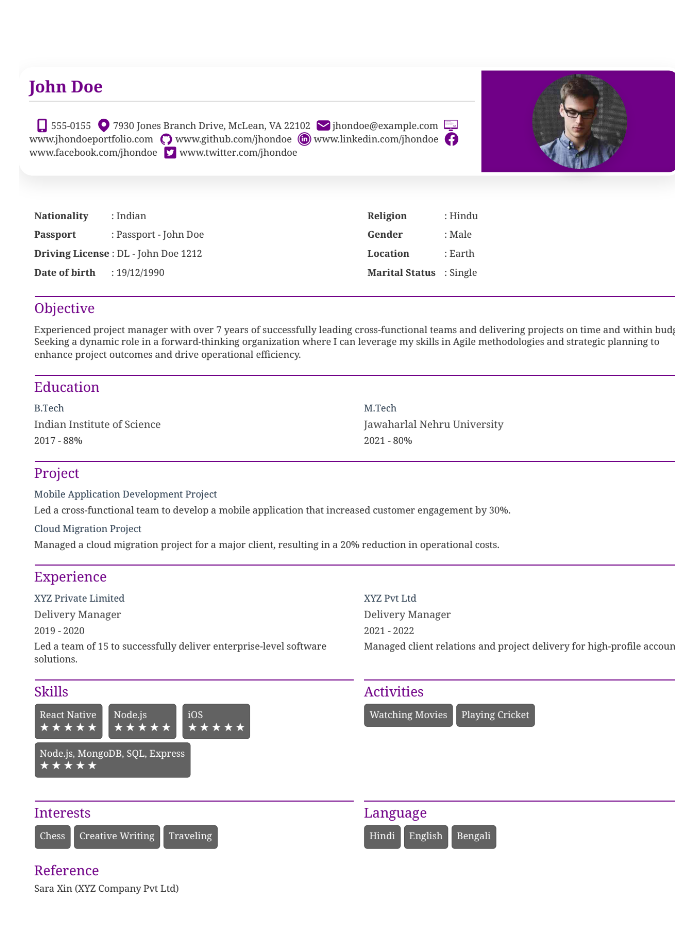 John Doe
555-0155 7930 Jones Branch Drive, McLean, VA 22102 jhondoe@example.com
www.jhondoeportfolio.com www.github.com/jhondoe www.linkedin.com/jhondoe
www.facebook.com/jhondoe www.twitter.com/jhondoe
Nationality : Indian
Passport : Passport - John Doe
Driving License : DL - John Doe 1212
Date of birth : 19/12/1990
Religion : Hindu
Gender : Male
Location : Earth
Marital Status : Single
Objective
Experienced project manager with over 7 years of successfully leading cross-functional teams and delivering projects on time and within
Seeking a dynamic role in a forward-thinking organization where I can leverage my skills in Agile methodologies and strategic planning to
enhance project outcomes and drive operational efficiency.
Education
B.Tech
Indian Institute of Science
2017 - 88%
M.Tech
Jawaharlal Nehru University
2021 - 80%
Project
Mobile Application Development Project
Led a cross-functional team to develop a mobile application that increased customer engagement by 30%.
Cloud Migration Project
Managed a cloud migration project for a major client, resulting in a 20% reduction in operational costs.
Experience
XYZ Private Limited
Delivery Manager
2019 - 2020
Led a team of 15 to successfully deliver enterprise-level software
solutions.
XYZ Pvt Ltd
Delivery Manager
2021 - 2022
Managed client relations and project delivery for high-profile
Skills
React Native
★ ★ ★ ★ ★
Node.js
★ ★ ★ ★ ★
iOS
★ ★ ★ ★ ★
Node.js, MongoDB, SQL, Express
★ ★ ★ ★ ★
Activities
Watching Movies
Playing Cricket
Interests
Chess
Creative Writing
Traveling
Language
Hindi
English
Bengali
Reference
Sara Xin (XYZ Company Pvt Ltd)